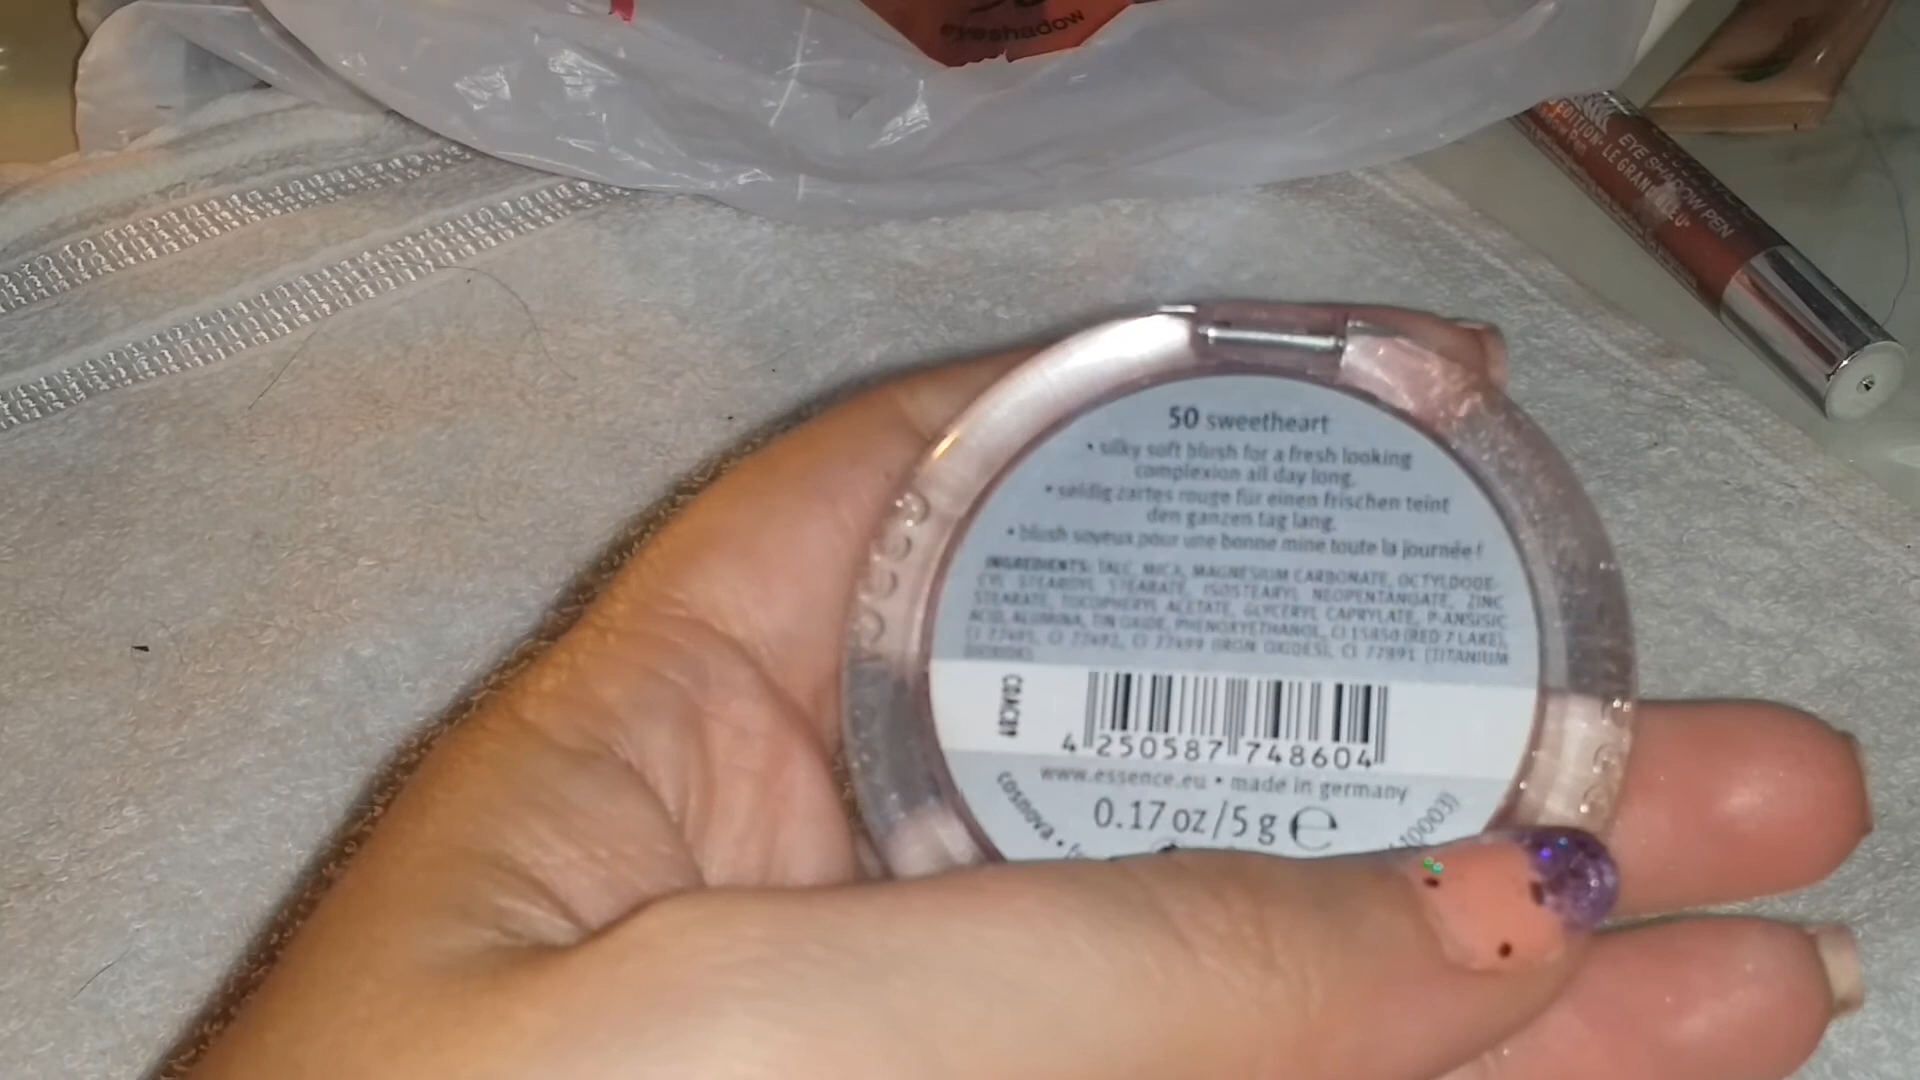 eyeshadow
EDITION" LE GRAND
EYE SHADOW PEN
50 sweetheart
• silky soft blush for a fresh looking
complexion all day long.
• seidig zartes rouge für einen frischen teint
den ganzen tag lang.
• blush soyeux pour une bonne mine toute la journée !
INGREDIENTS: TALC, MICA, MAGNESIUM CARBONATE, OCTYLDODE-
CYL STEAROYL STEARATE, ISOSTEARYL NEOPENTANOATE, ZINC
STEARATE, TOCOPHERYL ACETATE, GLYCERYL CAPRYLATE, P-ANISIC
ACID, ALUMINA, TIN OXIDE, PHENOXYETHANOL, CI 15850 (RED 7 LAKE),
CI 77491, CI 77492, CI 77499 (IRON OXIDES), CI 77891 (TITANIUM
DIOXIDE).
4 250587 748604
www.essence.eu • made in germany
0.17 oz/5 g ℮
cosnova •